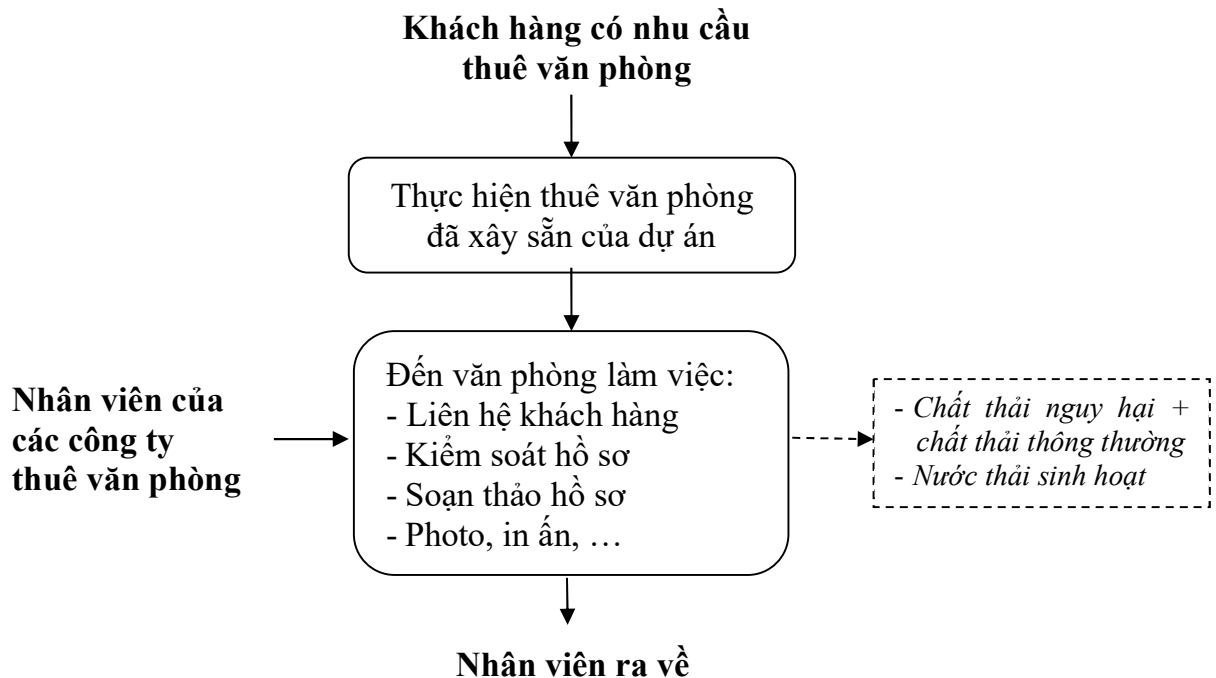 Khách hàng có nhu cầu
thuê văn phòng
Thực hiện thuê văn phòng
đã xây sẵn của dự án
Nhân viên của
các công ty
thuê văn phòng
Đến văn phòng làm việc:
- Liên hệ khách hàng
- Kiểm soát hồ sơ
- Soạn thảo hồ sơ
- Photo, in ấn, …
- Chất thải nguy hại +
chất thải thông thường
- Nước thải sinh hoạt
Nhân viên ra về